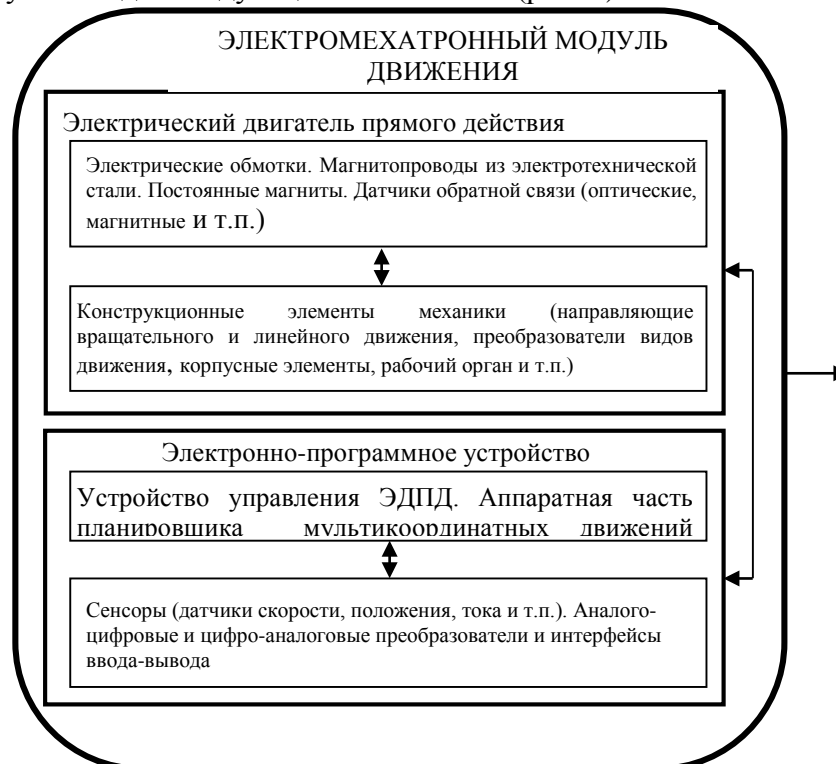 ЭЛЕКТРОМЕХАТРОННЫЙ МОДУЛЬ
ДВИЖЕНИЯ
Электрический двигатель прямого действия
Электрические обмотки. Магнитопроводы из электротехнической
стали. Постоянные магниты. Датчики обратной связи (оптические,
магнитные и т.п.)
Конструкционные элементы механики (направляющие
вращательного и линейного движения, преобразователи видов
движения, корпусные элементы, рабочий орган и т.п.)
Электронно-программное устройство
Устройство управления ЭДПД. Аппаратная часть
планировщика мультикоординатных движений
Сенсоры (датчики скорости, положения, тока и т.п.). Аналого-
цифровые и цифро-аналоговые преобразователи и интерфейсы
ввода-вывода